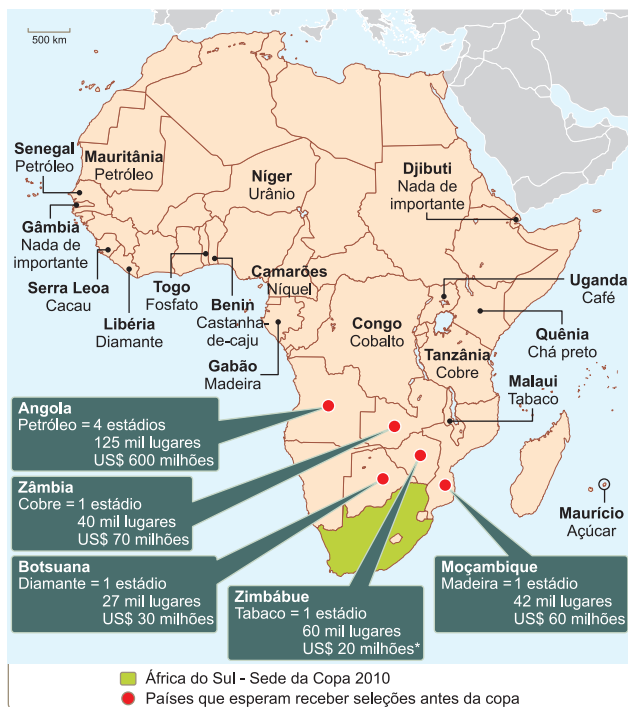 500 km
Senegal
Petróleo
Mauritânia
Petróleo
Níger
Urânio
Djibuti
Nada de
importante
Gâmbia
Nada de
importante
Serra Leoa
Cacau
Libéria
Diamante
Togo
Fosfato
Benin
Castanha-
de-caju
Camarões
Níquel
Gabão
Madeira
Congo
Cobalto
Uganda
Café
Quênia
Chá preto
Tanzânia
Cobre
Malaui
Tabaco
Maurício
Açúcar
Angola
Petróleo = 4 estádios
125 mil lugares
US$ 600 milhões
Zâmbia
Cobre = 1 estádio
40 mil lugares
US$ 70 milhões
Botsuana
Diamante = 1 estádio
27 mil lugares
US$ 30 milhões
Zimbábue
Tabaco = 1 estádio
60 mil lugares
US$ 20 milhões*
Moçambique
Madeira = 1 estádio
42 mil lugares
US$ 60 milhões
África do Sul - Sede da Copa 2010
Países que esperam receber seleções antes da copa